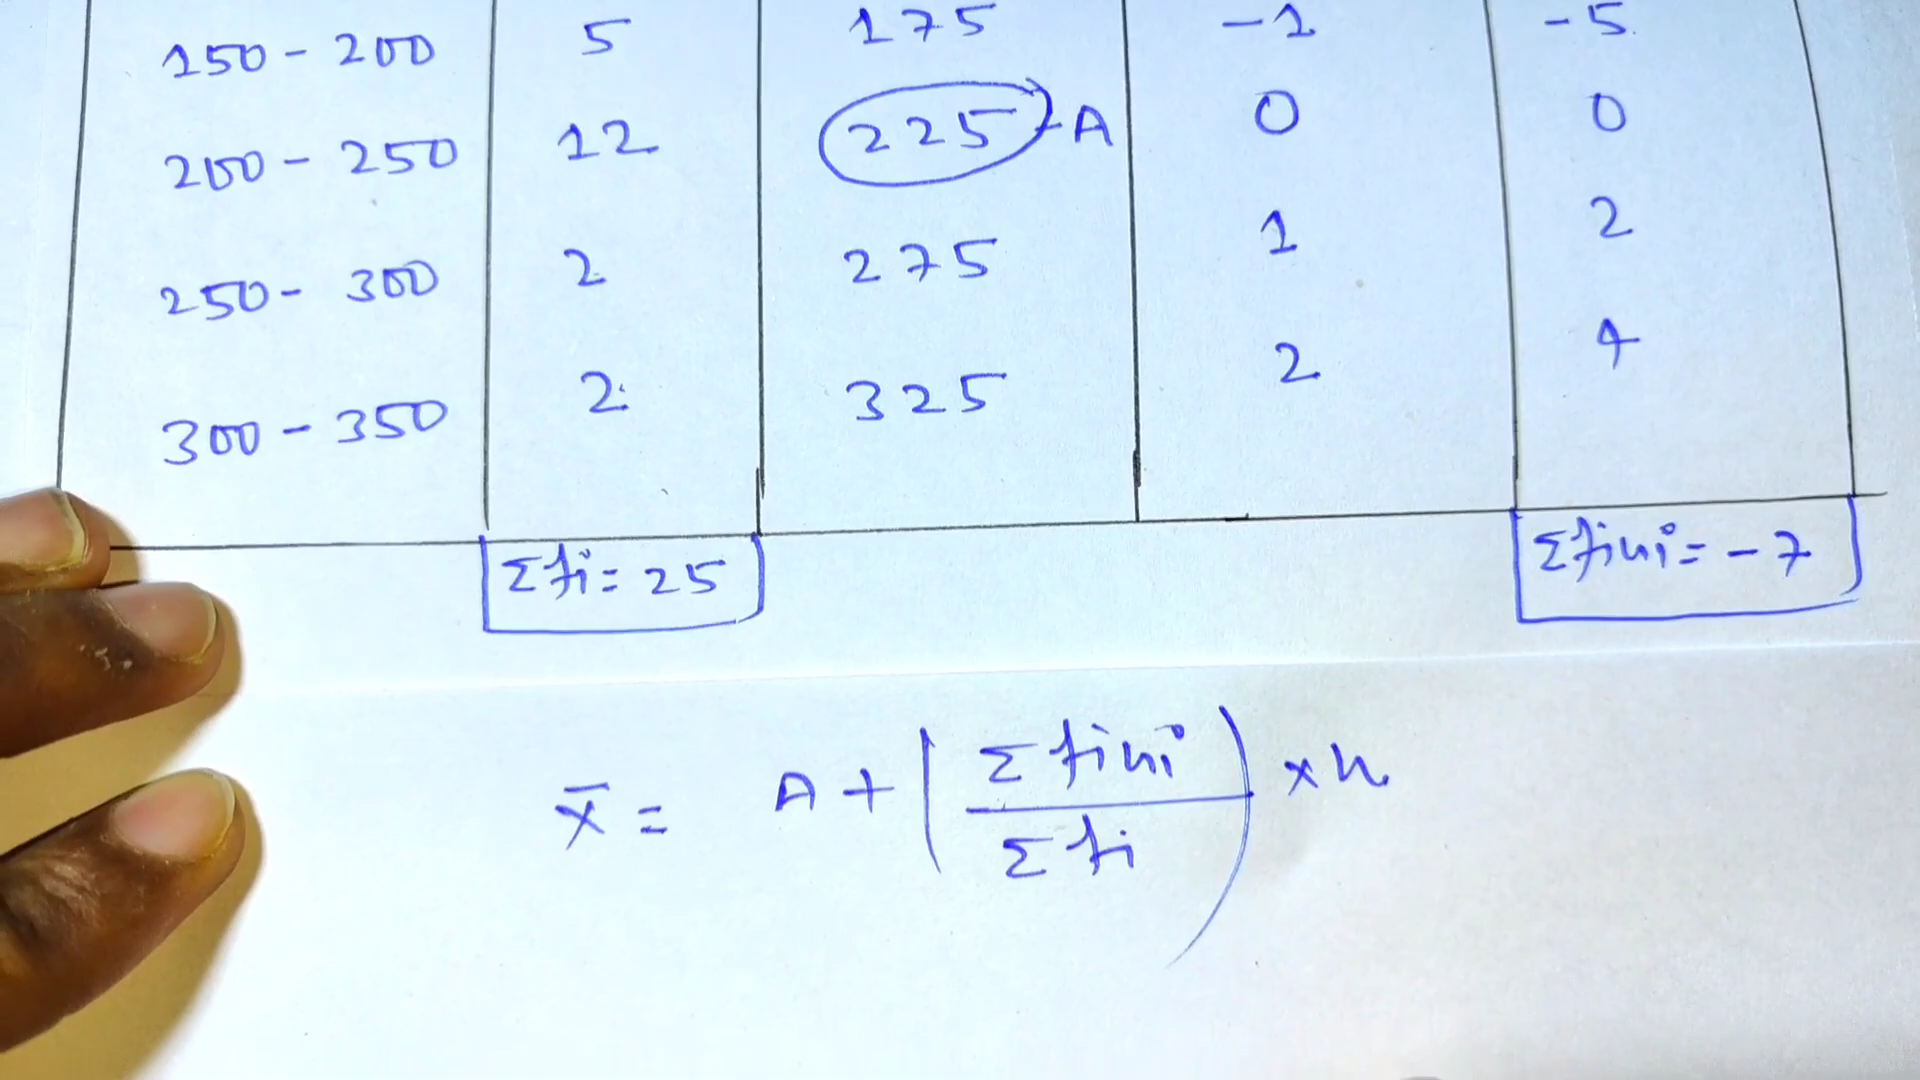 150 - 200 5 175 -1 -5
200 - 250 12 225 - A 0 0
250 - 300 2 275 1 2
300 - 350 2 325 2 4
Σfi = 25 Σfiui = -7
x̄ = A + (Σfiui / Σfi) × h